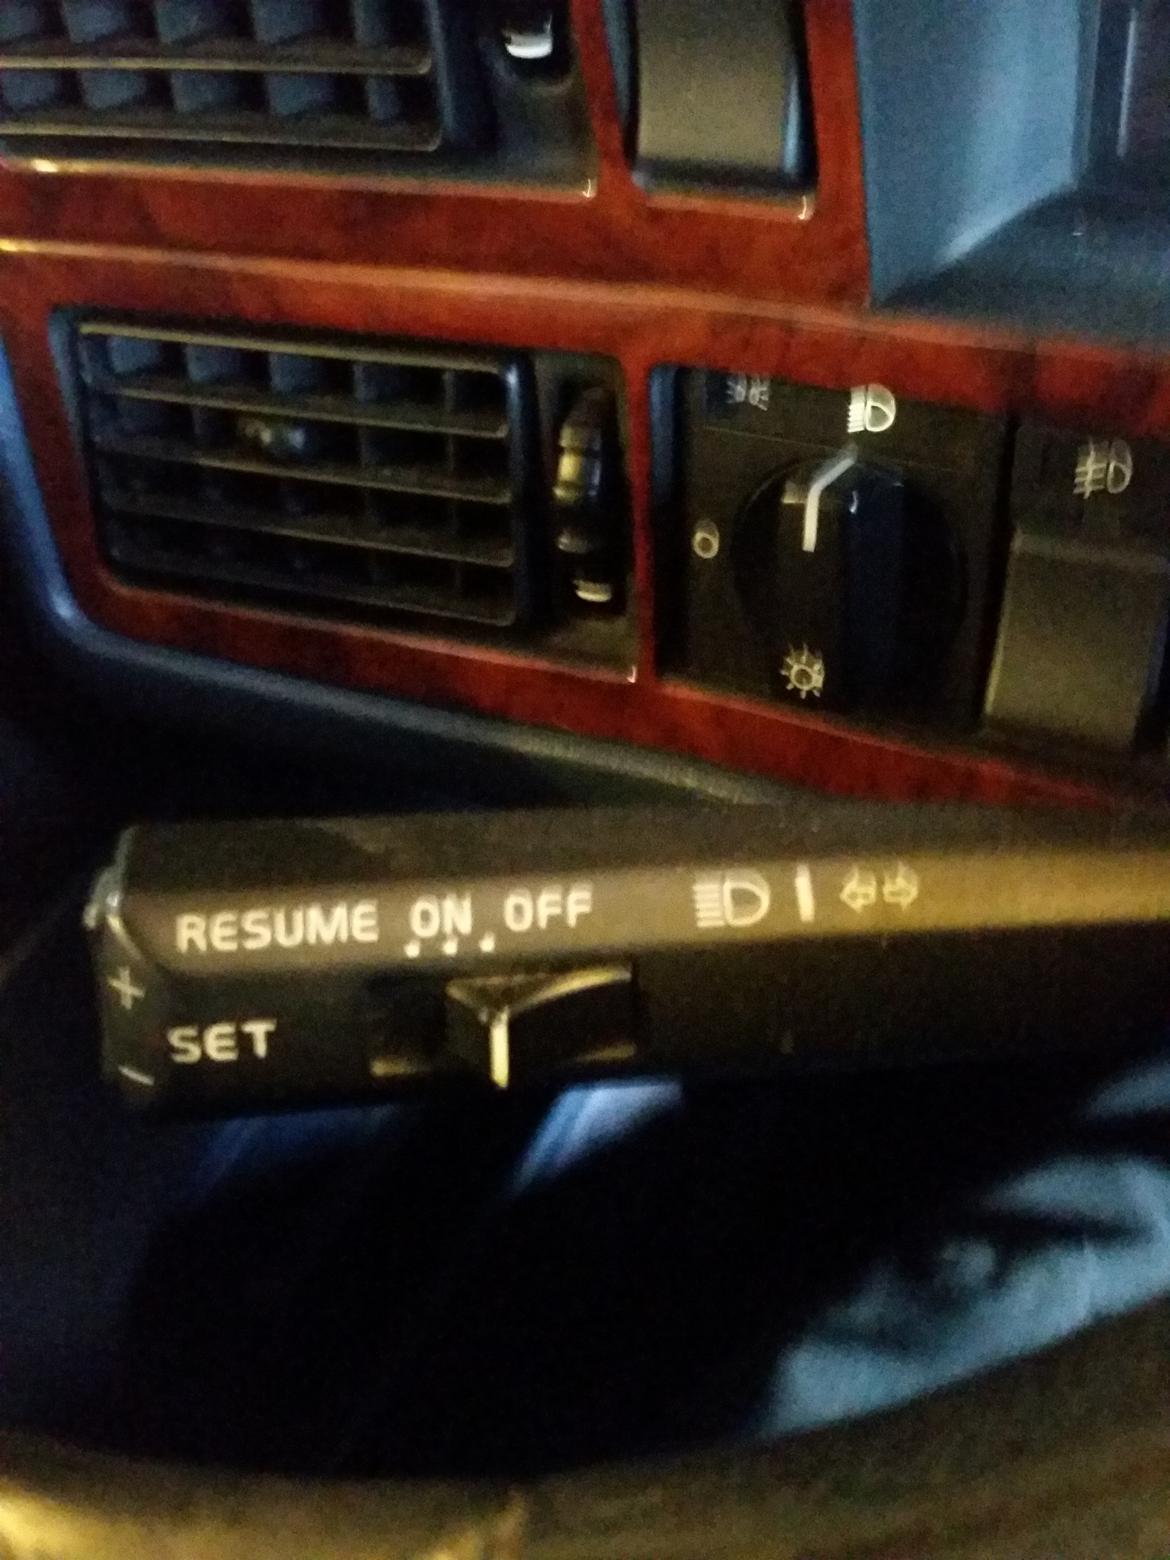 RESUME ON OFF
+
SET
-